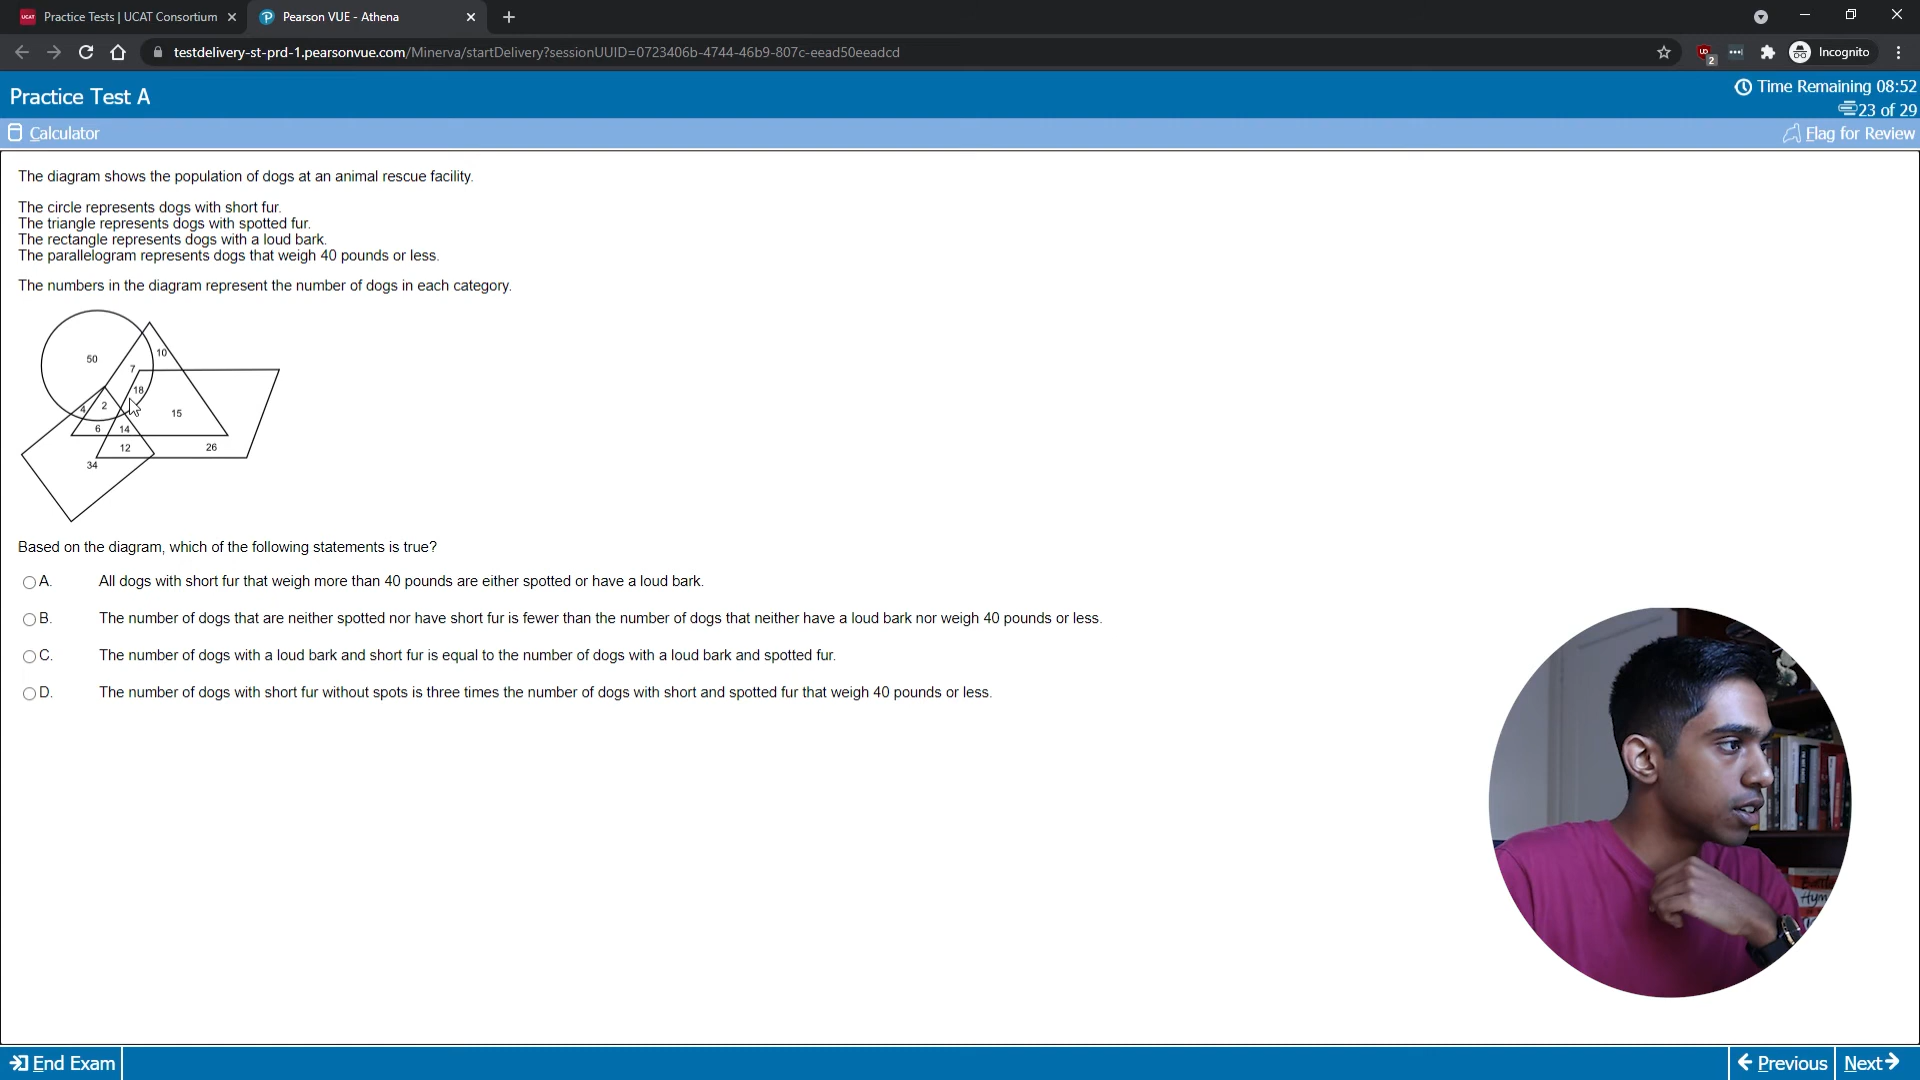 UCAT Practice Tests | UCAT Consortium
Pearson VUE - Athena
testdelivery-st-prd-1.pearsonvue.com/Minerva/startDelivery?sessionUUID=0723406b-4744-46b9-807c-eead50eeadcd
2
Incognito
Practice Test A
Time Remaining 08:52
23 of 29
Calculator
Flag for Review
The diagram shows the population of dogs at an animal rescue facility.
The circle represents dogs with short fur.
The triangle represents dogs with spotted fur.
The rectangle represents dogs with a loud bark.
The parallelogram represents dogs that weigh 40 pounds or less.
The numbers in the diagram represent the number of dogs in each category.
10
50
7
18
4
2
15
6
14
12
26
34
Based on the diagram, which of the following statements is true?
A. All dogs with short fur that weigh more than 40 pounds are either spotted or have a loud bark.
B. The number of dogs that are neither spotted nor have short fur is fewer than the number of dogs that neither have a loud bark nor weigh 40 pounds or less.
C. The number of dogs with a loud bark and short fur is equal to the number of dogs with a loud bark and spotted fur.
D. The number of dogs with short fur without spots is three times the number of dogs with short and spotted fur that weigh 40 pounds or less.
End Exam
Previous
Next